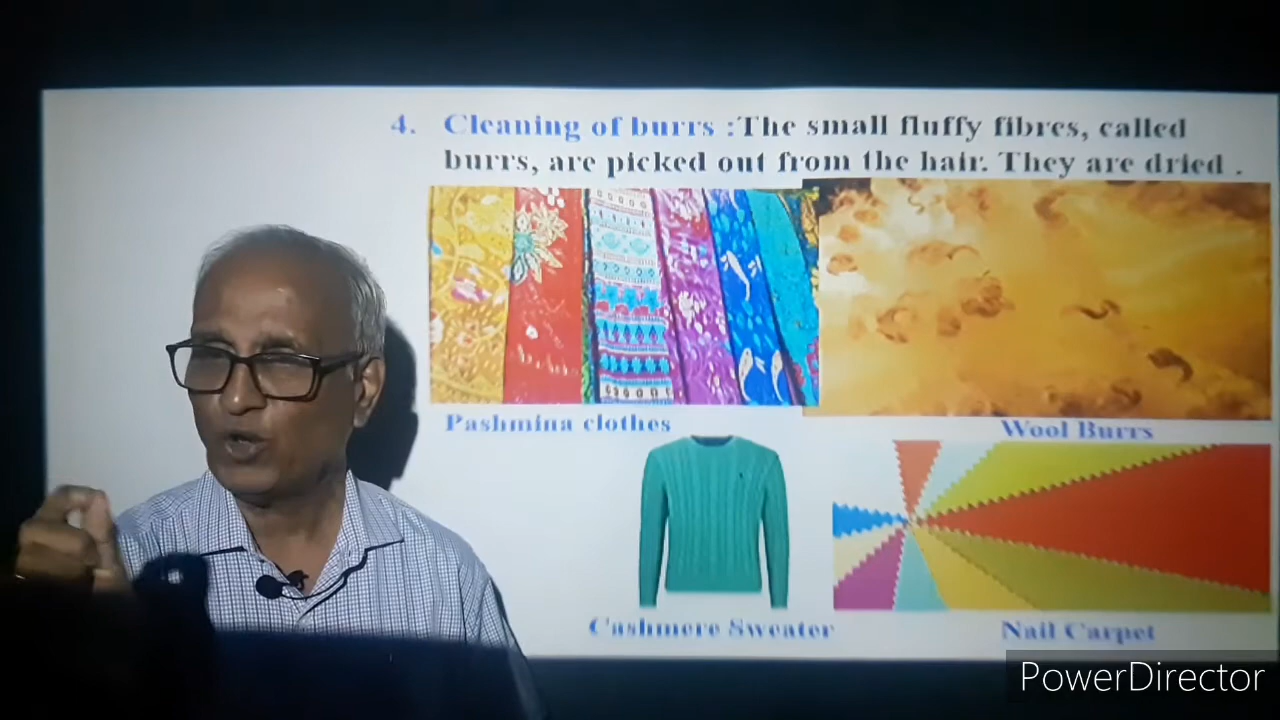 4. Cleaning of burrs :The small fluffy fibres, called
burrs, are picked out from the hair. They are dried .
Pashmina clothes
Wool Burrs
Cashmere Sweater
Nail Carpet
PowerDirector